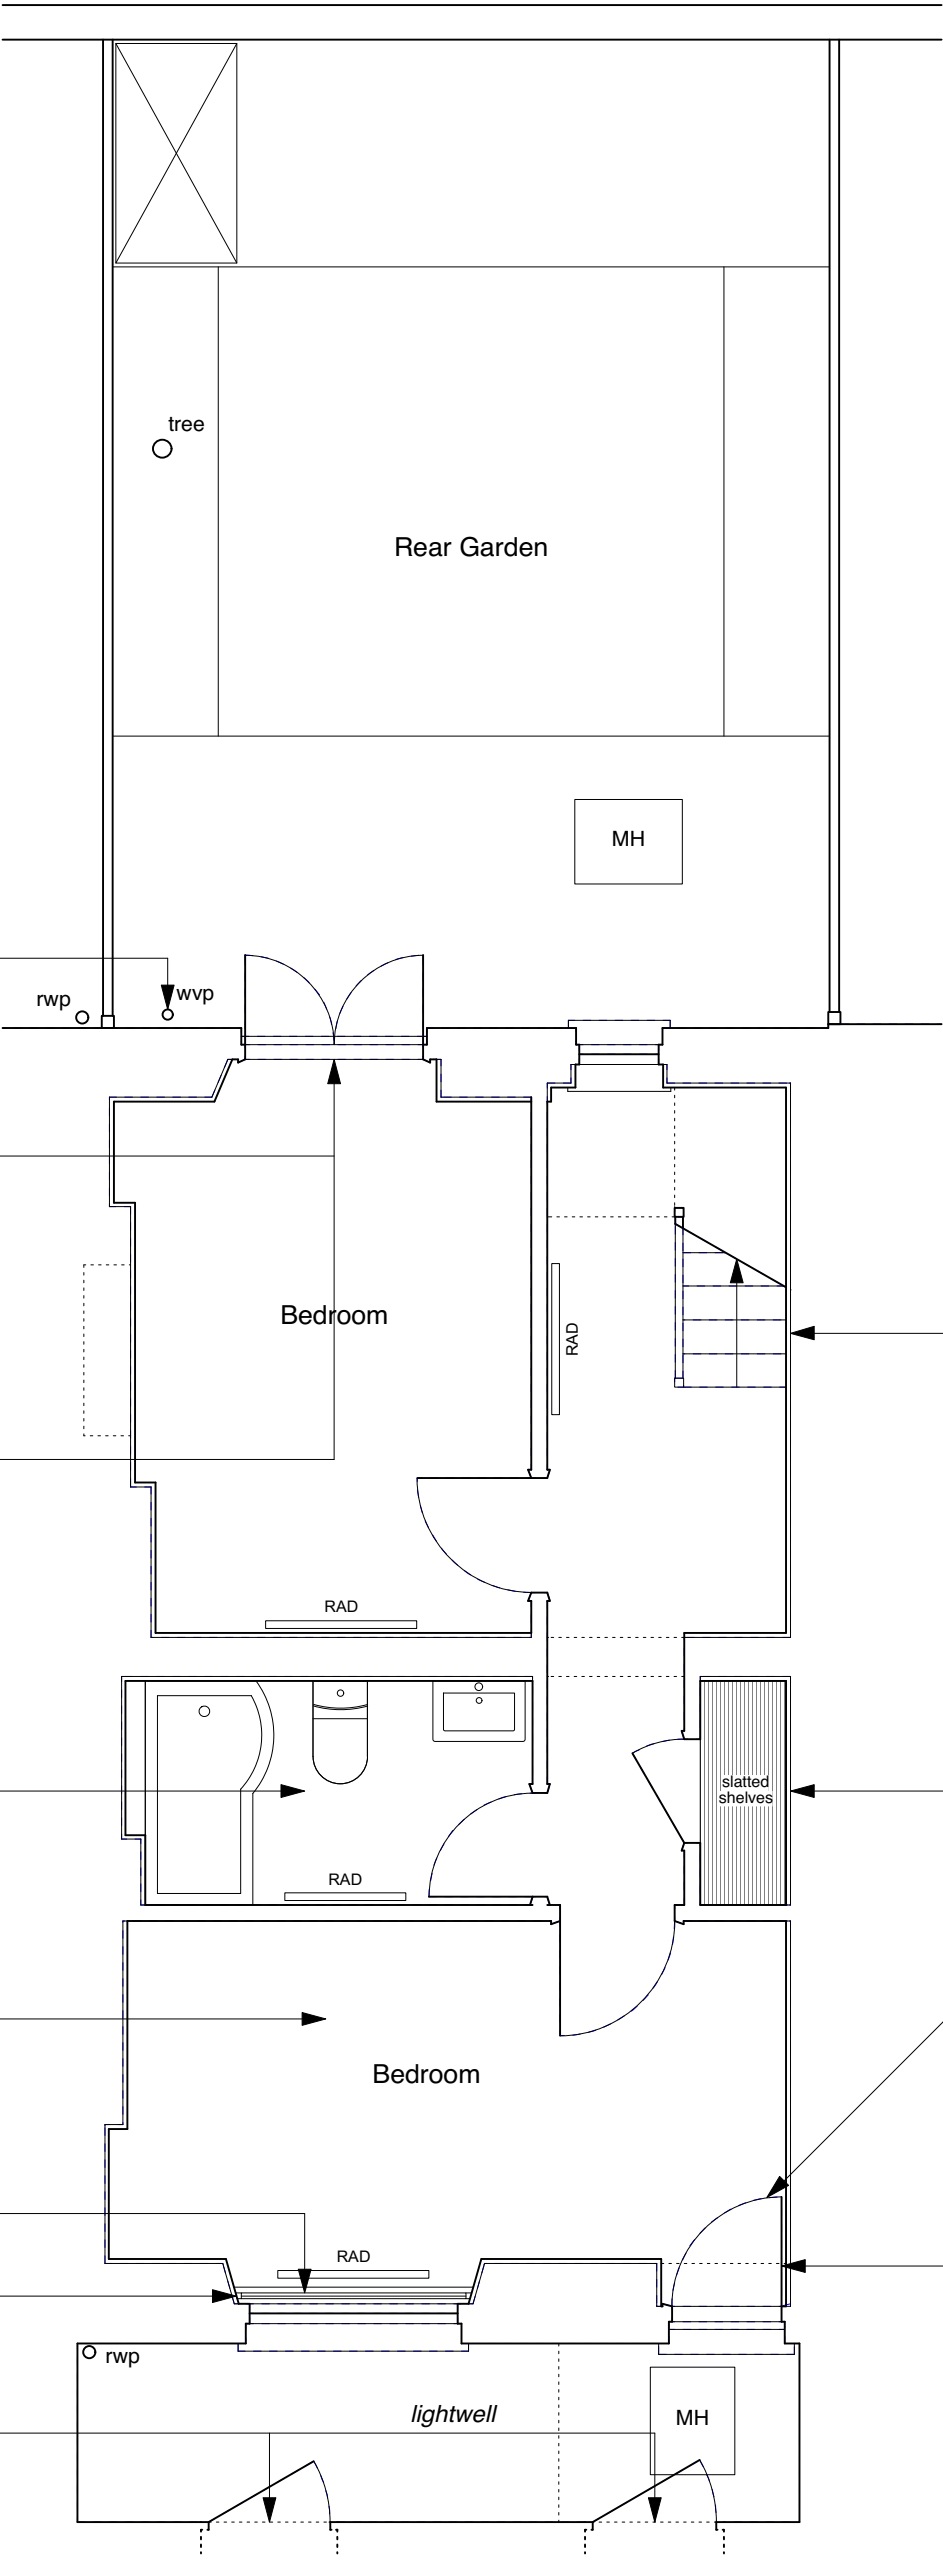 tree
Rear Garden
MH
rwp
wvp
Bedroom
RAD
RAD
slatted
shelves
RAD
Bedroom
RAD
rwp
lightwell
MH